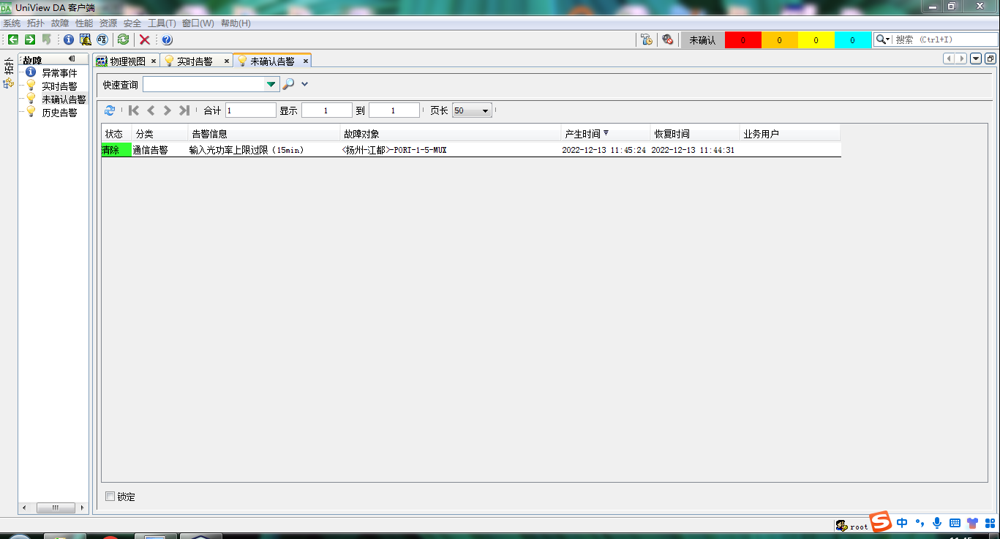 DA UniView DA 客户端
系统 拓扑 故障 性能 资源 安全 工具(T) 窗口(W) 帮助(H)
未确认 0 0 0 0 搜索 (Ctrl+I)
拓扑
故障
异常事件
实时告警
未确认告警
历史告警
物理视图 实时告警 未确认告警
快速查询
合计 1 显示 1 到 1 页长 50
状态 分类 告警信息 故障对象 产生时间 恢复时间 业务用户
清除 通信告警 输入光功率上限过限（15min） <扬州-江都>-PORT-1-5-MUX 2022-12-13 11:45:24 2022-12-13 11:44:31
锁定
root S 中